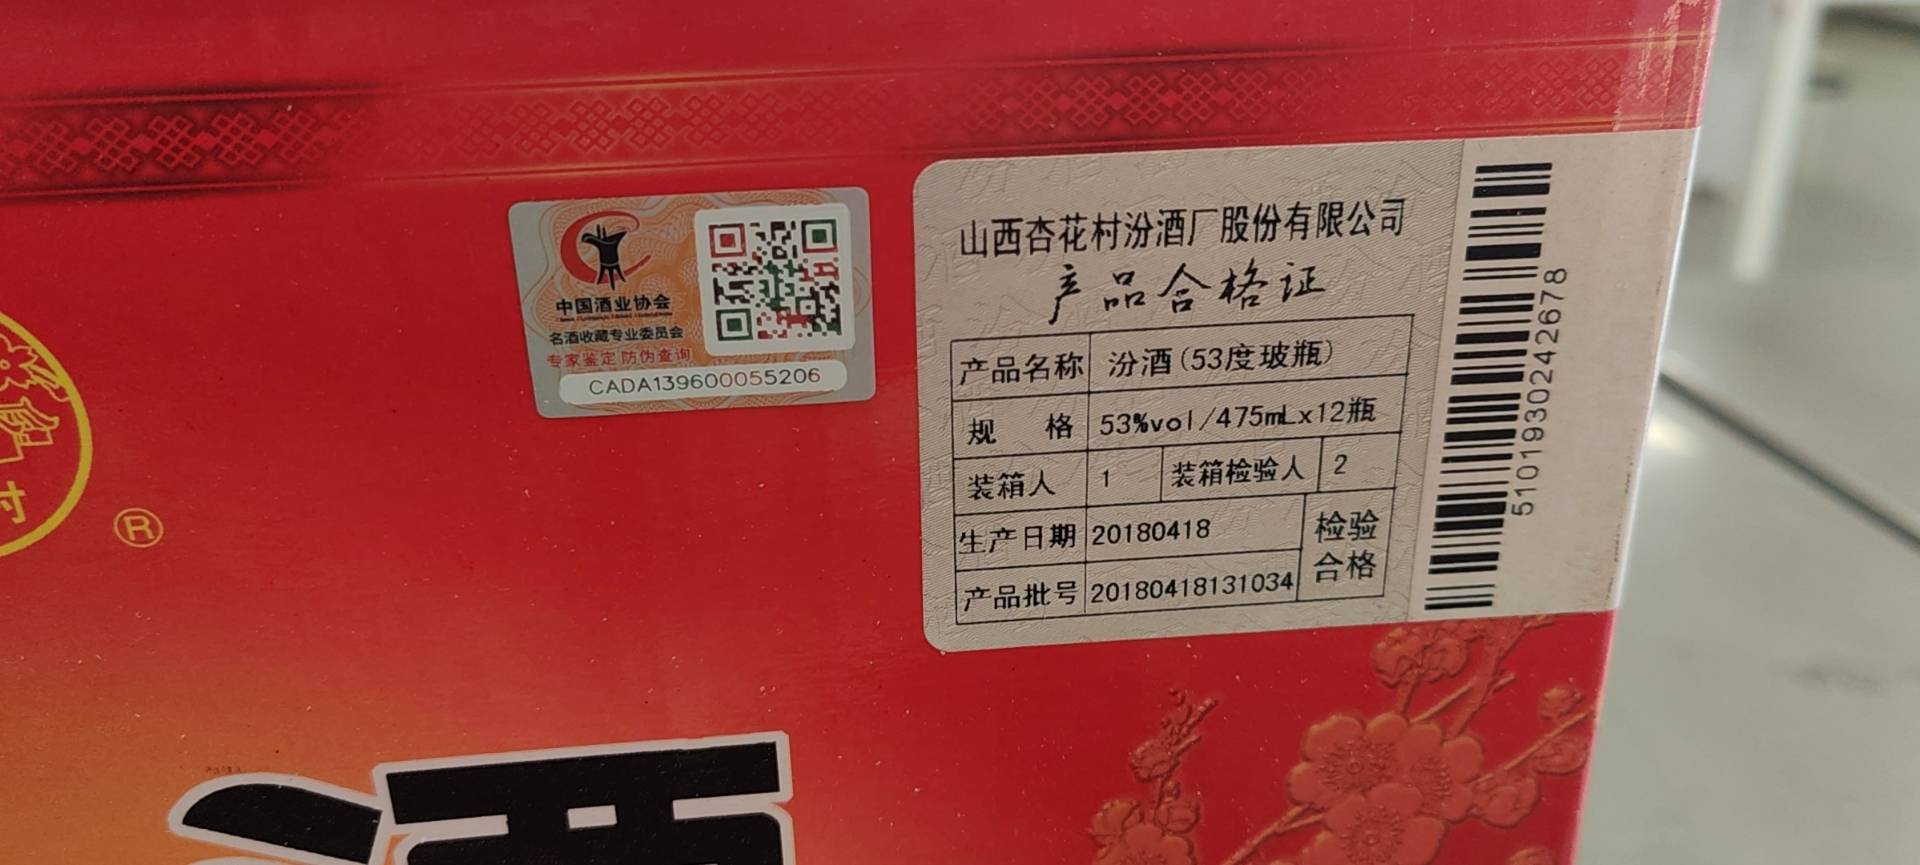 中国酒业协会
名酒收藏专业委员会
专家鉴定防伪查询
CADA139600055206
山西杏花村汾酒厂股份有限公司
产品合格证
产品名称 汾酒(53度玻瓶)
规 格 53%vol/475mLx12瓶
装箱人 1 装箱检验人 2
生产日期 20180418 检验
产品批号 20180418131034 合格
510193024242678
村
®
酒